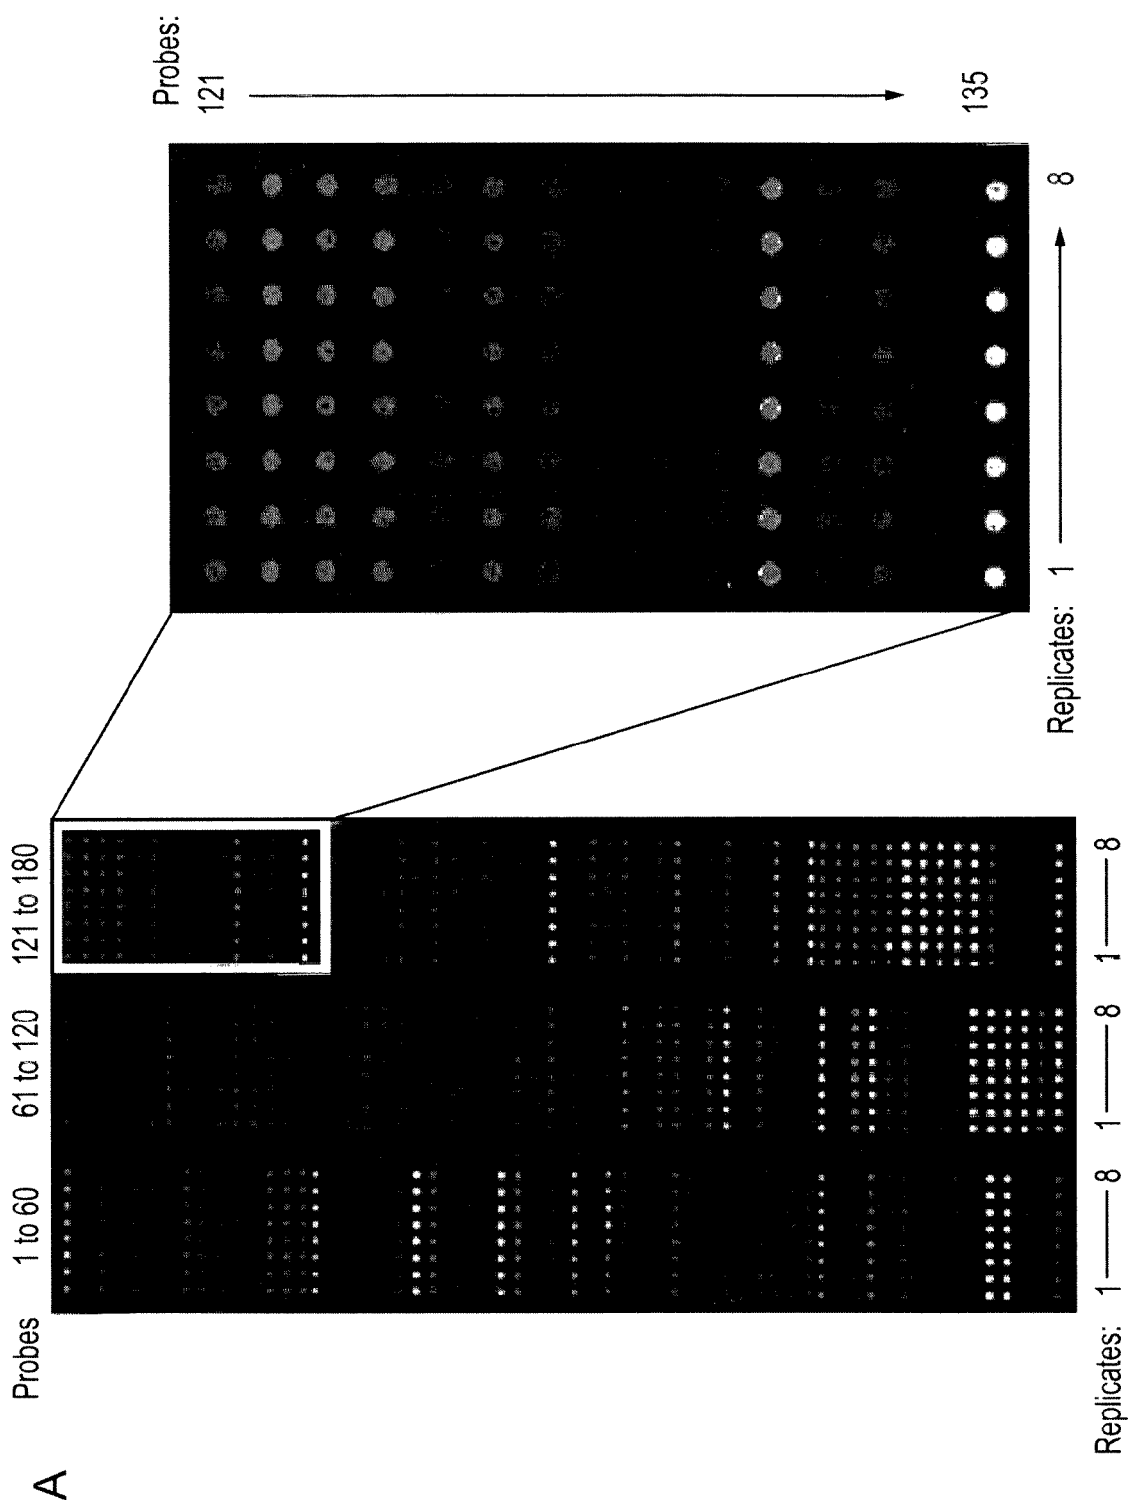 A
Probes 1 to 60 61 to 120 121 to 180
Replicates: 1 8 1 8 1 8
Probes:
121
135
Replicates: 1 8